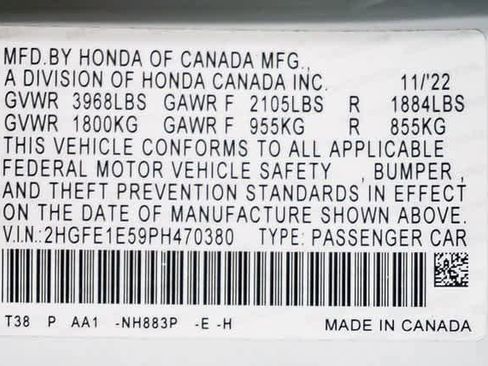 MFD.BY HONDA OF CANADA MFG.,
A DIVISION OF HONDA CANADA INC. 11/'22
GVWR 3968LBS GAWR F 2105LBS R 1884LBS
GVWR 1800KG GAWR F 955KG R 855KG
THIS VEHICLE CONFORMS TO ALL APPLICABLE
FEDERAL MOTOR VEHICLE SAFETY , BUMPER ,
AND THEFT PREVENTION STANDARDS IN EFFECT
ON THE DATE OF MANUFACTURE SHOWN ABOVE.
V.I.N.:2HGFE1E59PH470380 TYPE: PASSENGER CAR
T38 P AA1 -NH883P -E -H MADE IN CANADA